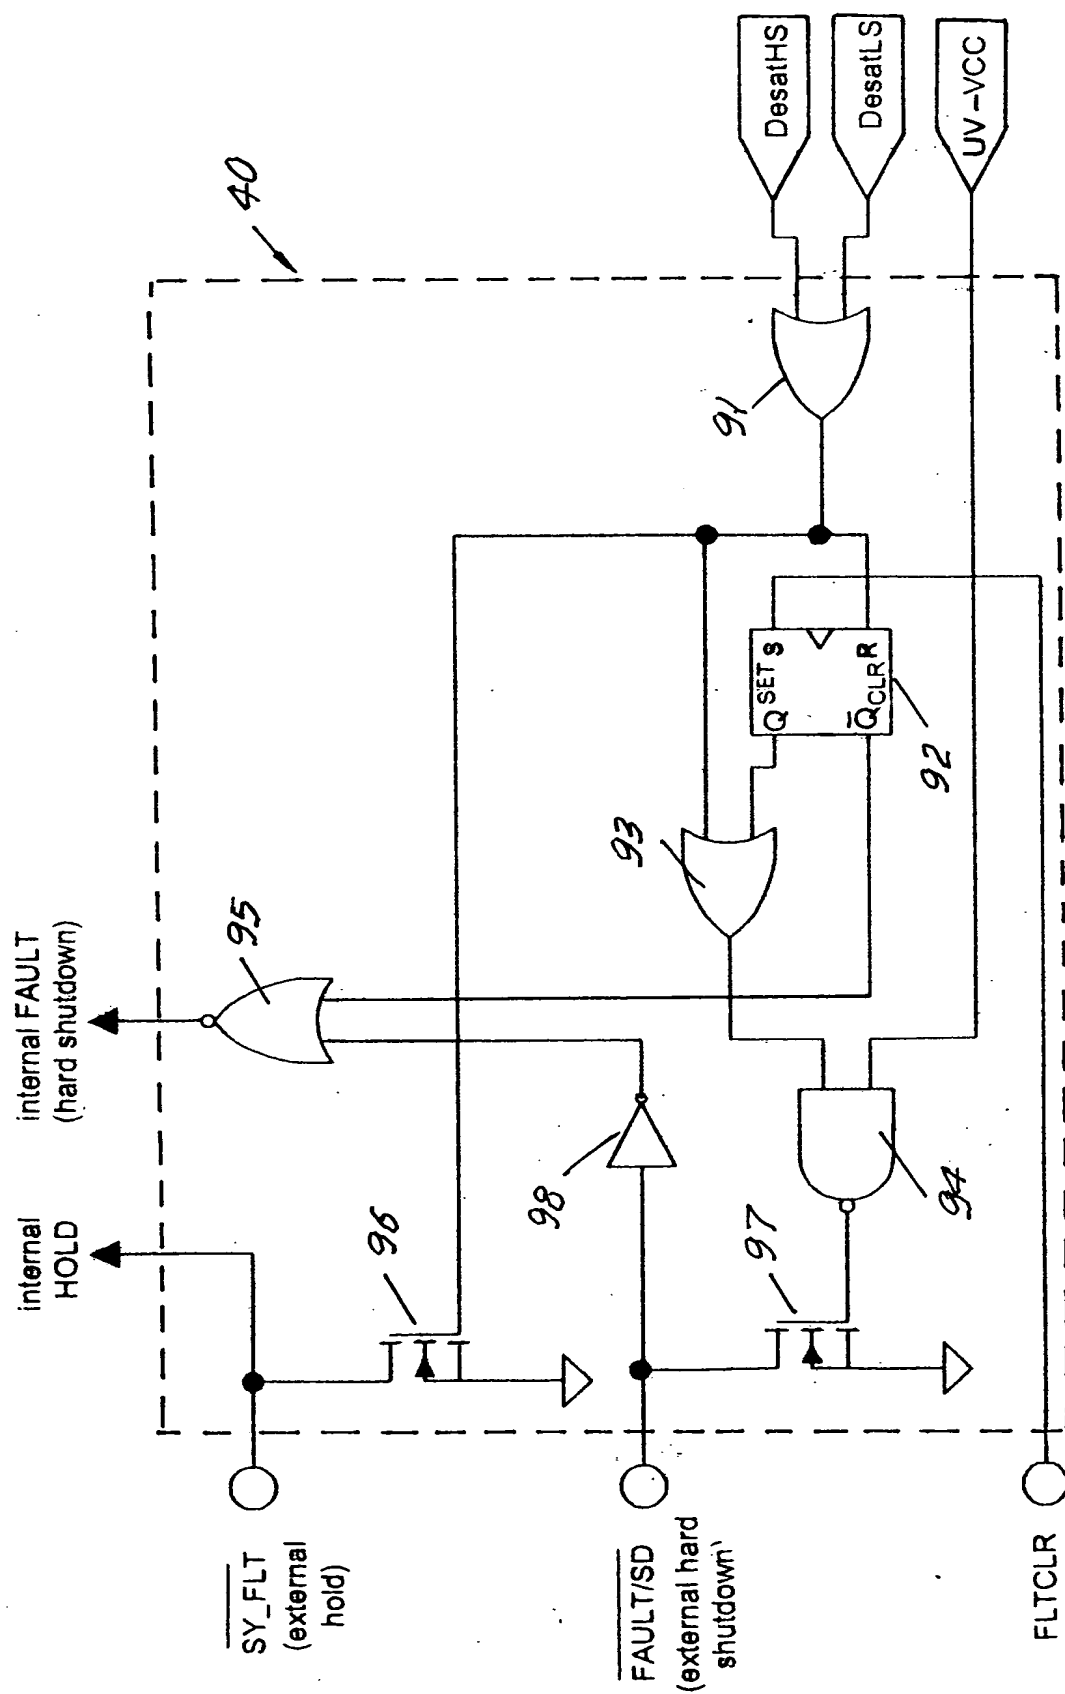 SY_FLT
(external
hold)
FAULT/SD
(external hard
shutdown)
FLTCLR
internal
HOLD
internal FAULT
(hard shutdown)
40
95
96
98
97
94
93
92
91
Q SET S
Q CLR R
DesatHS
DesatLS
UV-VCC